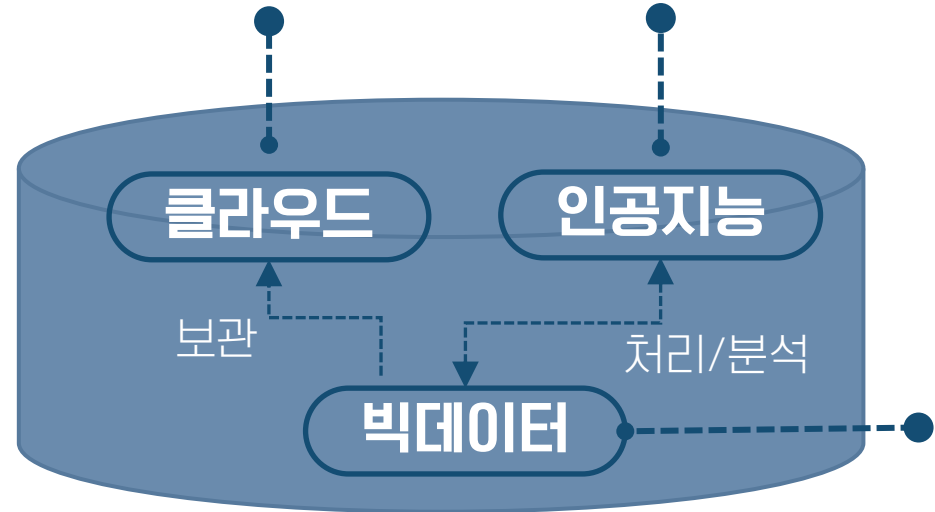 클라우드
인공지능
보관
처리/분석
빅데이터